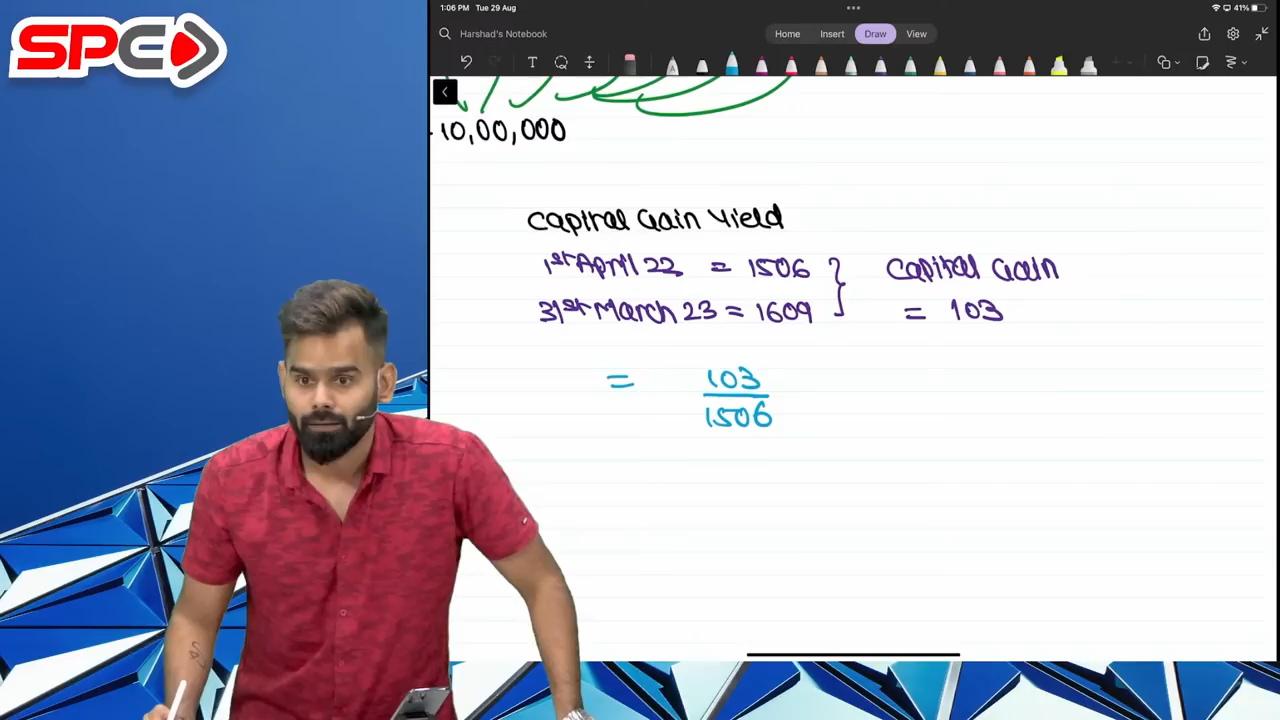 SPC
1:06 PM Tue 29 Aug
41%
Harshad's Notebook
Home Insert Draw View
10,00,000
Capital Gain Yield
1st April 22 = 1506 } Capital Gain
31st March 23 = 1609 } = 103
= 103
1506